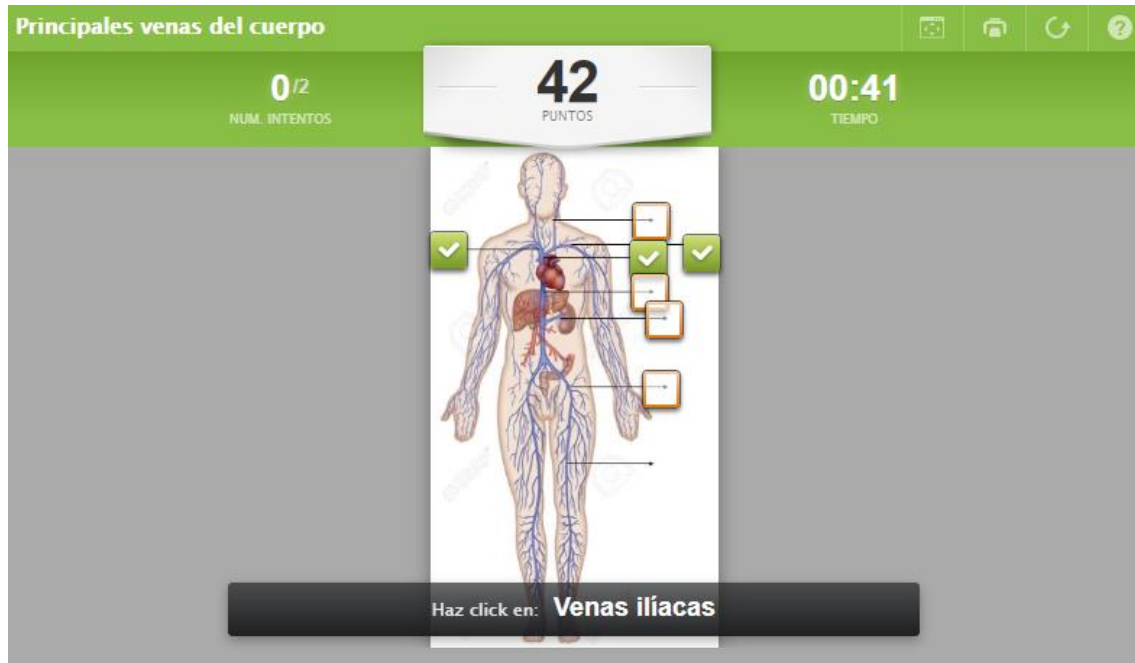 Principales venas del cuerpo
?
0/2
NUM. INTENTOS
42
PUNTOS
00:41
TIEMPO
Haz click en: Venas ilíacas